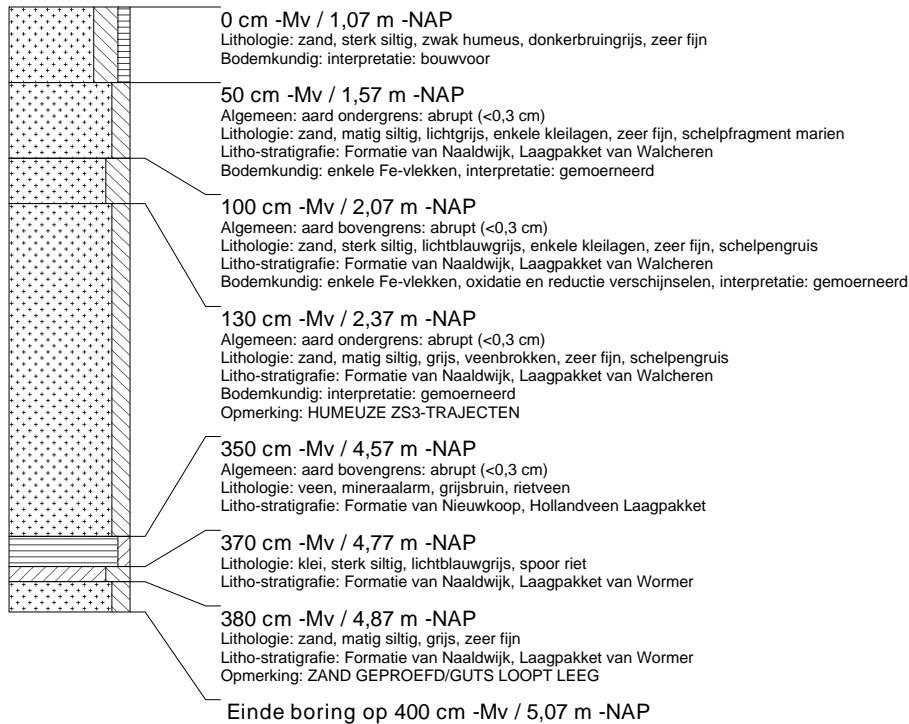 0 cm -Mv / 1,07 m -NAP
Lithologie: zand, sterk siltig, zwak humeus, donkerbruingrijs, zeer fijn
Bodemkundig: interpretatie: bouwvoor
50 cm -Mv / 1,57 m -NAP
Algemeen: aard ondergrens: abrupt (<0,3 cm)
Lithologie: zand, matig siltig, lichtgrijs, enkele kleilagen, zeer fijn, schelpfragment marien
Litho-stratigrafie: Formatie van Naaldwijk, Laagpakket van Walcheren
Bodemkundig: enkele Fe-vlekken, interpretatie: gemoerneerd
100 cm -Mv / 2,07 m -NAP
Algemeen: aard bovengrens: abrupt (<0,3 cm)
Lithologie: zand, sterk siltig, lichtblauwgrijs, enkele kleilagen, zeer fijn, schelpengruis
Litho-stratigrafie: Formatie van Naaldwijk, Laagpakket van Walcheren
Bodemkundig: enkele Fe-vlekken, oxidatie en reductie verschijnselen, interpretatie: gemoerneerd
130 cm -Mv / 2,37 m -NAP
Algemeen: aard ondergrens: abrupt (<0,3 cm)
Lithologie: zand, matig siltig, grijs, veenbrokken, zeer fijn, schelpengruis
Litho-stratigrafie: Formatie van Naaldwijk, Laagpakket van Walcheren
Bodemkundig: interpretatie: gemoerneerd
Opmerking: HUMEUZE ZS3-TRAJECTEN
350 cm -Mv / 4,57 m -NAP
Algemeen: aard bovengrens: abrupt (<0,3 cm)
Lithologie: veen, mineraalarm, grijsbruin, rietveen
Litho-stratigrafie: Formatie van Nieuwkoop, Hollandveen Laagpakket
370 cm -Mv / 4,77 m -NAP
Lithologie: klei, sterk siltig, lichtblauwgrijs, spoor riet
Litho-stratigrafie: Formatie van Naaldwijk, Laagpakket van Wormer
380 cm -Mv / 4,87 m -NAP
Lithologie: zand, matig siltig, grijs, zeer fijn
Litho-stratigrafie: Formatie van Naaldwijk, Laagpakket van Wormer
Opmerking: ZAND GEPROEFD/GUTS LOOPT LEEG
Einde boring op 400 cm -Mv / 5,07 m -NAP